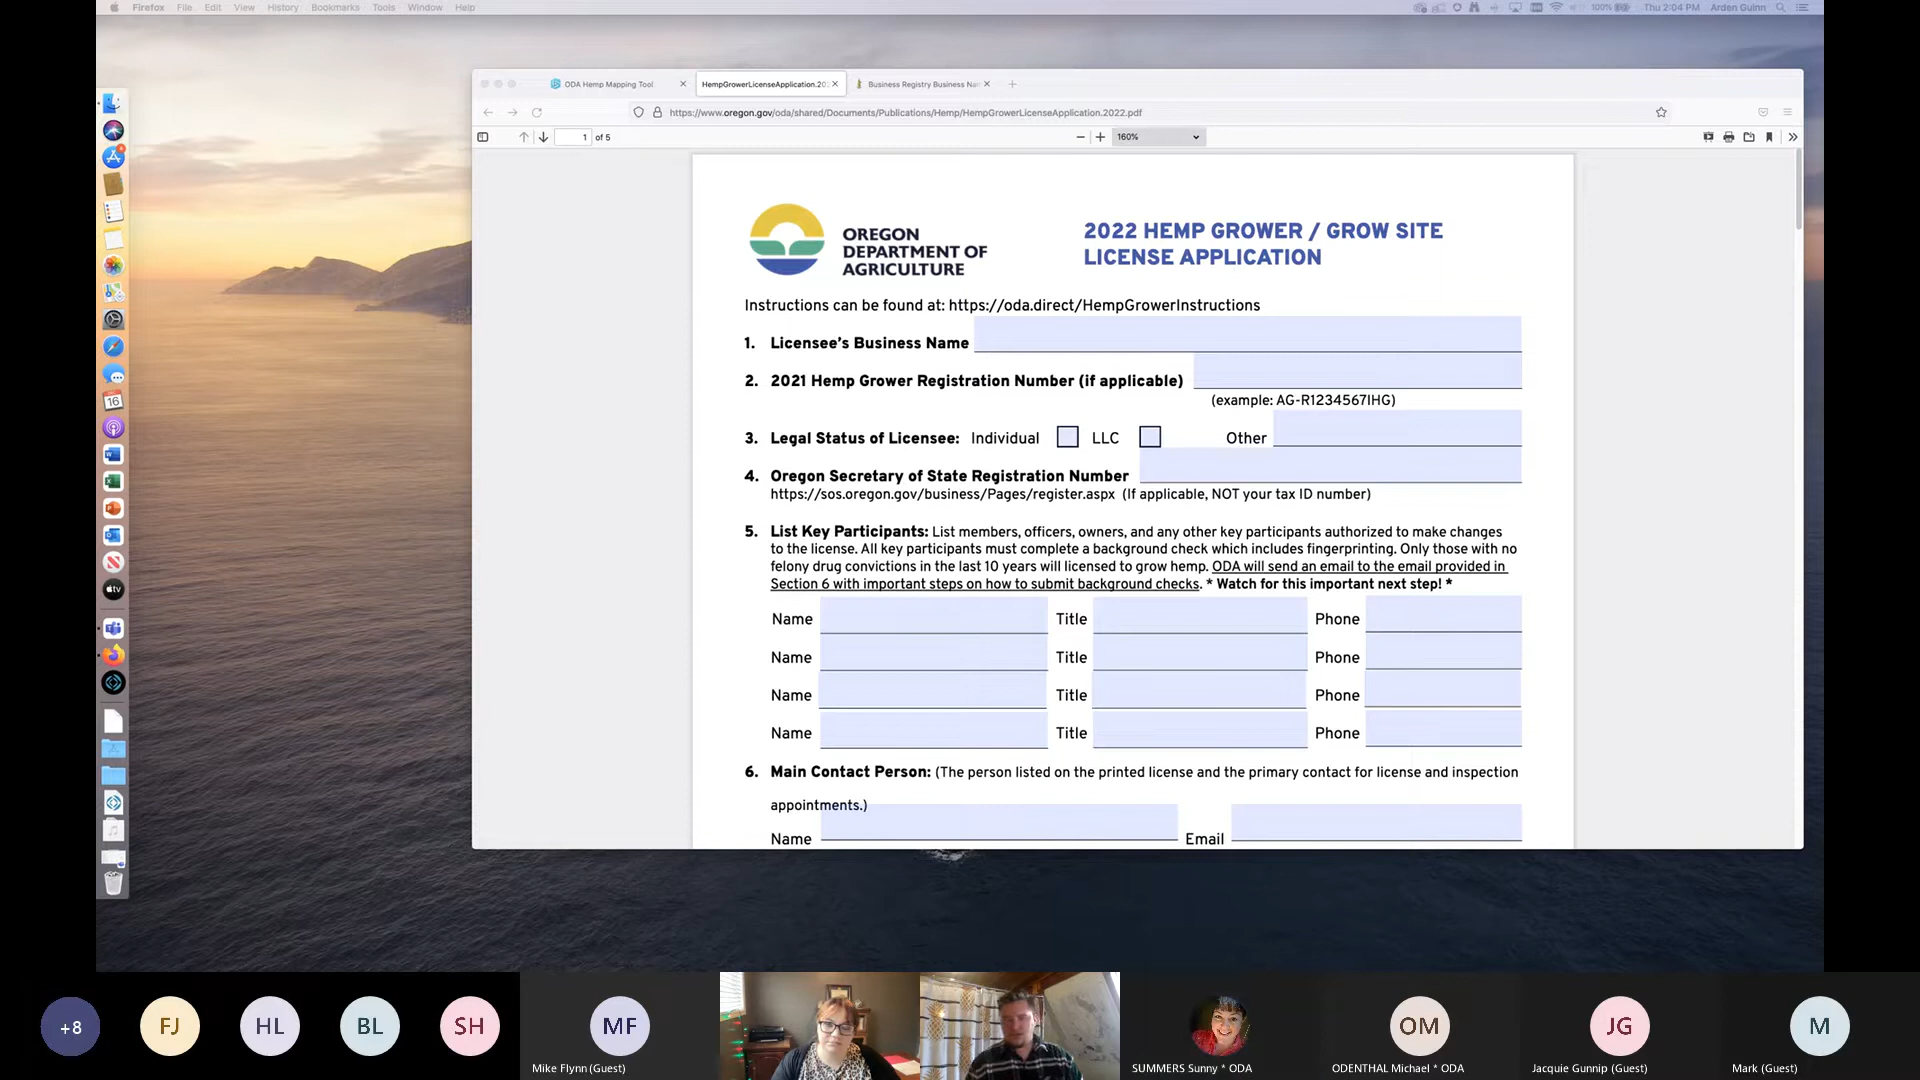 Firefox File Edit View History Bookmarks Tools Window Help
100% Thu 2:04 PM Arden Guinn
ODA Hemp Mapping Tool
HempGrowerLicenseApplication.20
Business Registry Business Na
https://www.oregon.gov/oda/shared/Documents/Publications/Hemp/HempGrowerLicenseApplication.2022.pdf
1 of 5
160%
OREGON
DEPARTMENT OF
AGRICULTURE
2022 HEMP GROWER / GROW SITE
LICENSE APPLICATION
Instructions can be found at: https://oda.direct/HempGrowerInstructions
1. Licensee's Business Name
2. 2021 Hemp Grower Registration Number (if applicable)
(example: AG-R1234567IHG)
3. Legal Status of Licensee: Individual LLC Other
4. Oregon Secretary of State Registration Number
https://sos.oregon.gov/business/Pages/register.aspx (If applicable, NOT your tax ID number)
5. List Key Participants: List members, officers, owners, and any other key participants authorized to make changes
to the license. All key participants must complete a background check which includes fingerprinting. Only those with no
felony drug convictions in the last 10 years will licensed to grow hemp. ODA will send an email to the email provided in
Section 6 with important steps on how to submit background checks. * Watch for this important next step! *
Name Title Phone
Name Title Phone
Name Title Phone
Name Title Phone
6. Main Contact Person: (The person listed on the printed license and the primary contact for license and inspection
appointments.)
Name Email
16
tv
+8
FJ
HL
BL
SH
MF
OM
JG
M
Mike Flynn (Guest)
SUMMERS Sunny * ODA
ODENTHAL Michael * ODA
Jacquie Gunnip (Guest)
Mark (Guest)